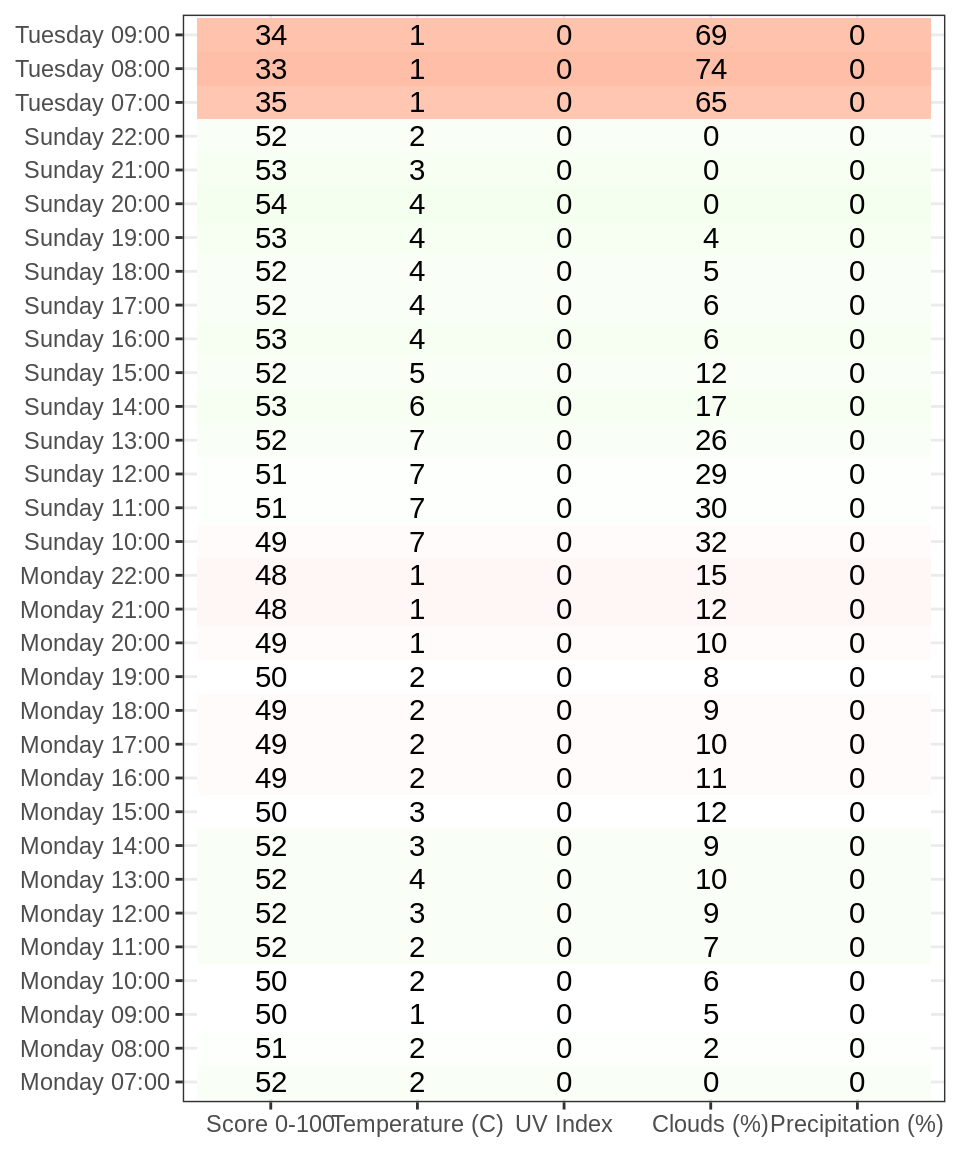 Tuesday 09:00 34 1 0 69 0
Tuesday 08:00 33 1 0 74 0
Tuesday 07:00 35 1 0 65 0
Sunday 22:00 52 2 0 0 0
Sunday 21:00 53 3 0 0 0
Sunday 20:00 54 4 0 0 0
Sunday 19:00 53 4 0 4 0
Sunday 18:00 52 4 0 5 0
Sunday 17:00 52 4 0 6 0
Sunday 16:00 53 4 0 6 0
Sunday 15:00 52 5 0 12 0
Sunday 14:00 53 6 0 17 0
Sunday 13:00 52 7 0 26 0
Sunday 12:00 51 7 0 29 0
Sunday 11:00 51 7 0 30 0
Sunday 10:00 49 7 0 32 0
Monday 22:00 48 1 0 15 0
Monday 21:00 48 1 0 12 0
Monday 20:00 49 1 0 10 0
Monday 19:00 50 2 0 8 0
Monday 18:00 49 2 0 9 0
Monday 17:00 49 2 0 10 0
Monday 16:00 49 2 0 11 0
Monday 15:00 50 3 0 12 0
Monday 14:00 52 3 0 9 0
Monday 13:00 52 4 0 10 0
Monday 12:00 52 3 0 9 0
Monday 11:00 52 2 0 7 0
Monday 10:00 50 2 0 6 0
Monday 09:00 50 1 0 5 0
Monday 08:00 51 2 0 2 0
Monday 07:00 52 2 0 0 0
Score 0-100 Temperature (C) UV Index Clouds (%) Precipitation (%)